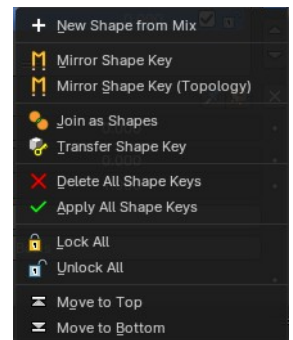 New Shape from Mix
Mirror Shape Key
Mirror Shape Key (Topology)
Join as Shapes
Transfer Shape Key
Delete All Shape Keys
Apply All Shape Keys
Lock All
Unlock All
Move to Top
Move to Bottom